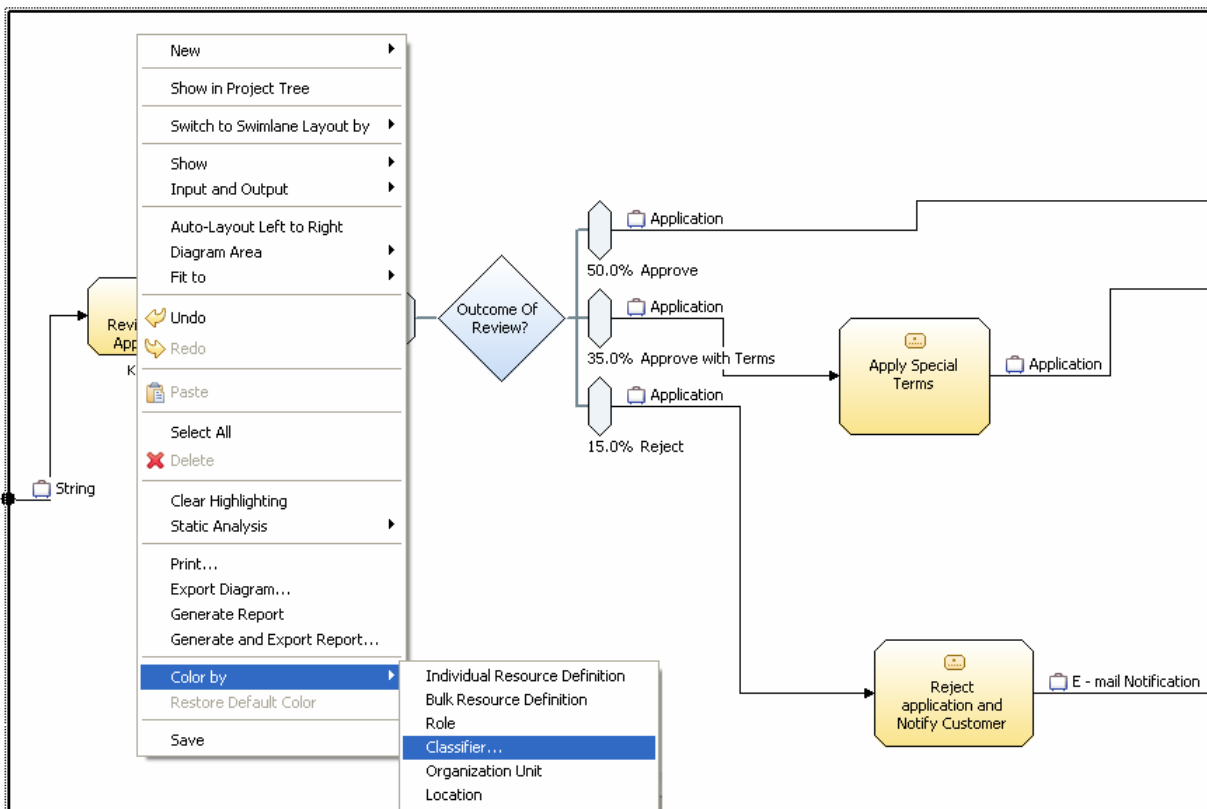 New
Show in Project Tree
Switch to Swimlane Layout by
Show
Input and Output
Auto-Layout Left to Right
Diagram Area
Fit to
Undo
Redo
Paste
Select All
Delete
Clear Highlighting
Static Analysis
Print...
Export Diagram...
Generate Report
Generate and Export Report...
Color by
Restore Default Color
Save
Individual Resource Definition
Bulk Resource Definition
Role
Classifier...
Organization Unit
Location
String
Outcome Of
Review?
Application
50.0% Approve
Application
35.0% Approve with Terms
Application
15.0% Reject
Apply Special
Terms
Application
Reject
application and
Notify Customer
E - mail Notification